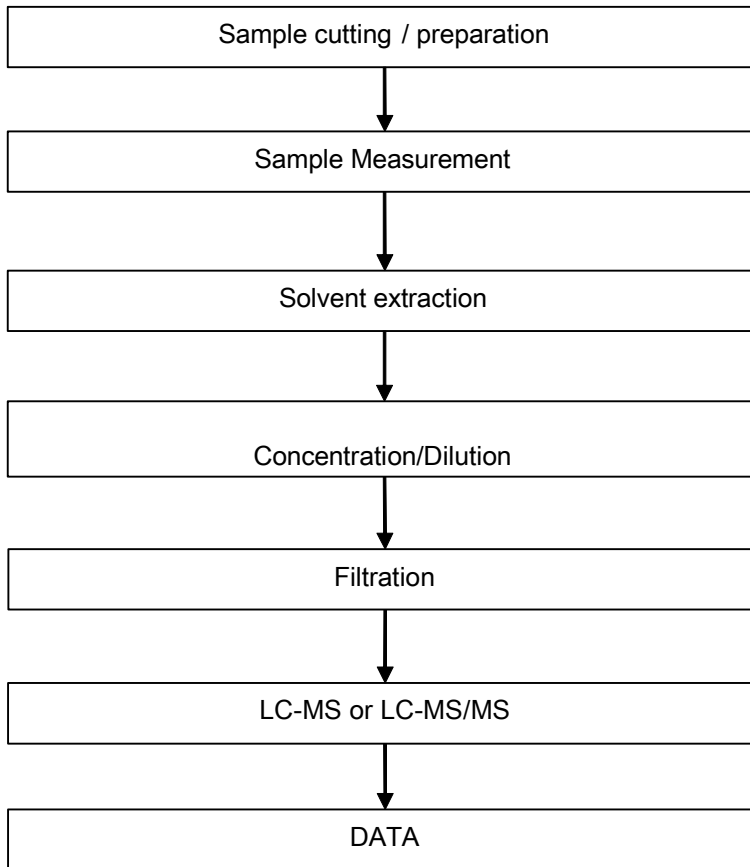 Sample cutting / preparation
Sample Measurement
Solvent extraction
Concentration/Dilution
Filtration
LC-MS or LC-MS/MS
DATA